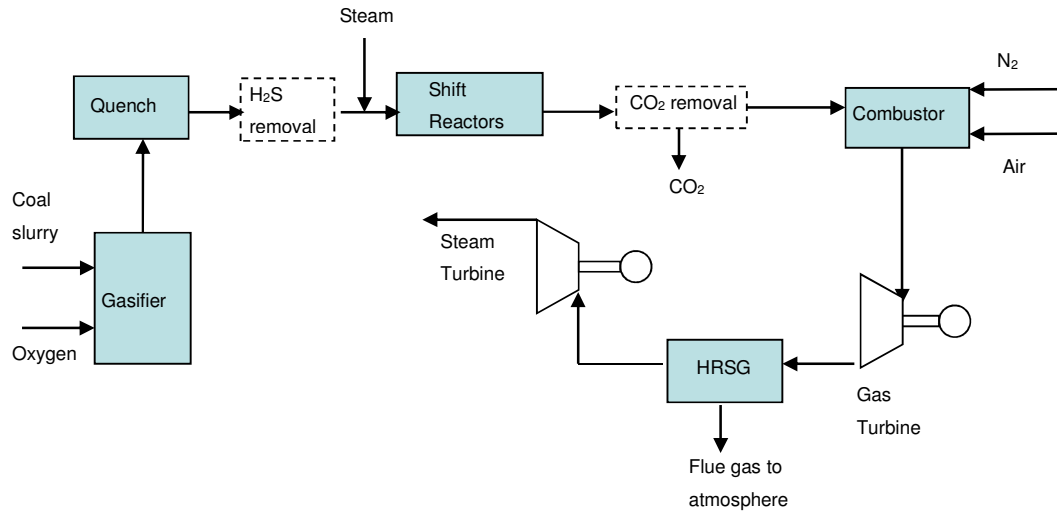 Steam
N₂
Quench
H₂S
removal
Shift
Reactors
CO₂ removal
Combustor
Air
CO₂
Coal
slurry
Gasifier
Oxygen
Steam
Turbine
HRSG
Gas
Turbine
Flue gas to
atmosphere